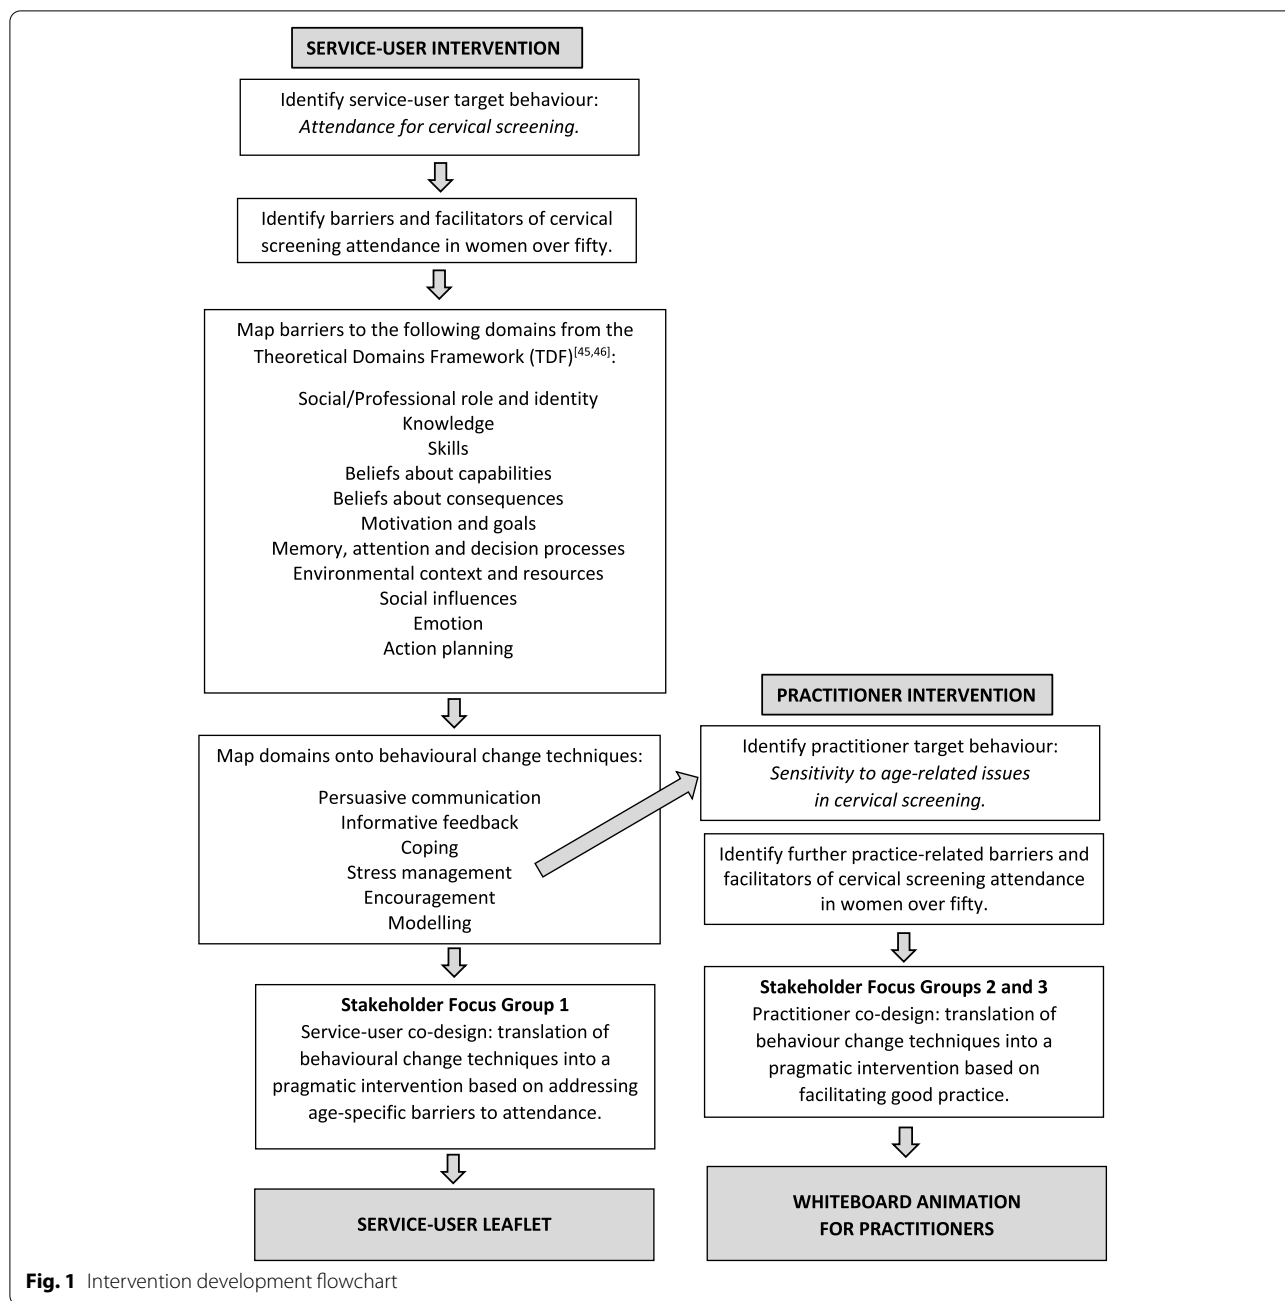 SERVICE-USER INTERVENTION
Identify service-user target behaviour:
Attendance for cervical screening.
Identify barriers and facilitators of cervical
screening attendance in women over fifty.
Map barriers to the following domains from the
Theoretical Domains Framework (TDF)[45,46]:
Social/Professional role and identity
Knowledge
Skills
Beliefs about capabilities
Beliefs about consequences
Motivation and goals
Memory, attention and decision processes
Environmental context and resources
Social influences
Emotion
Action planning
Map domains onto behavioural change techniques:
Persuasive communication
Informative feedback
Coping
Stress management
Encouragement
Modelling
Stakeholder Focus Group 1
Service-user co-design: translation of
behavioural change techniques into a
pragmatic intervention based on addressing
age-specific barriers to attendance.
SERVICE-USER LEAFLET
PRACTITIONER INTERVENTION
Identify practitioner target behaviour:
Sensitivity to age-related issues
in cervical screening.
Identify further practice-related barriers and
facilitators of cervical screening attendance
in women over fifty.
Stakeholder Focus Groups 2 and 3
Practitioner co-design: translation of
behaviour change techniques into a
pragmatic intervention based on
facilitating good practice.
WHITEBOARD ANIMATION
FOR PRACTITIONERS
Fig. 1 Intervention development flowchart